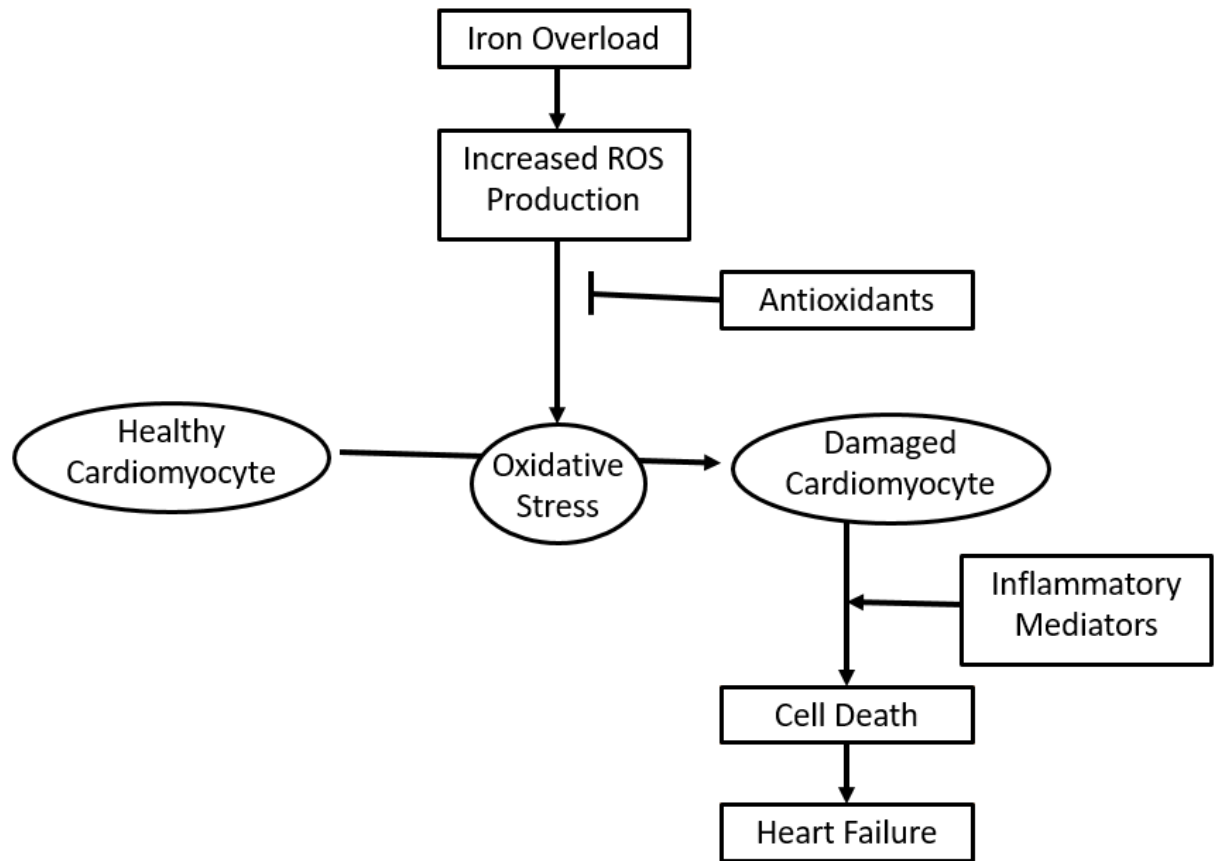 Iron Overload
Increased ROS
Production
Antioxidants
Healthy
Cardiomyocyte
Oxidative
Stress
Damaged
Cardiomyocyte
Inflammatory
Mediators
Cell Death
Heart Failure